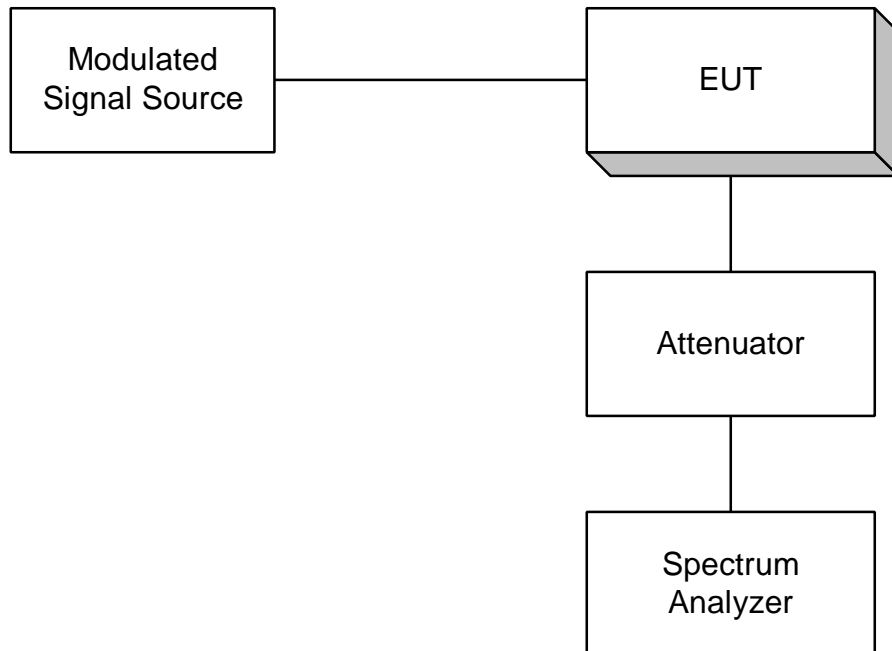 Modulated
Signal Source
EUT
Attenuator
Spectrum
Analyzer